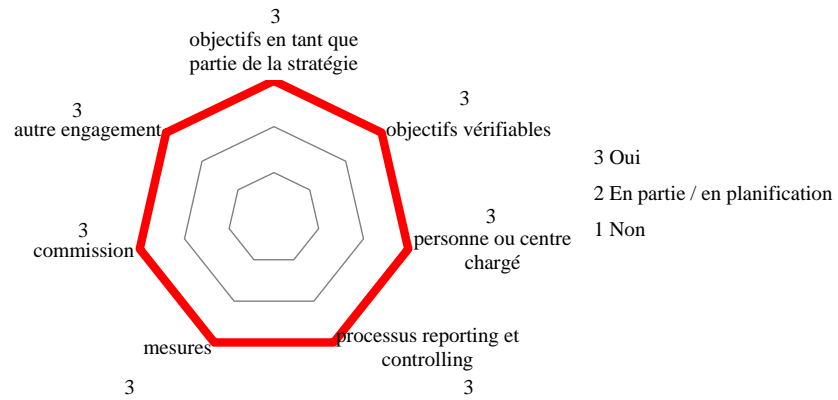 3
objectifs en tant que
partie de la stratégie
3
objectifs vérifiables
3
personne ou centre
chargé
processus reporting et
controlling
3
mesures
3
3
commission
3
autre engagement
3 Oui
2 En partie / en planification
1 Non